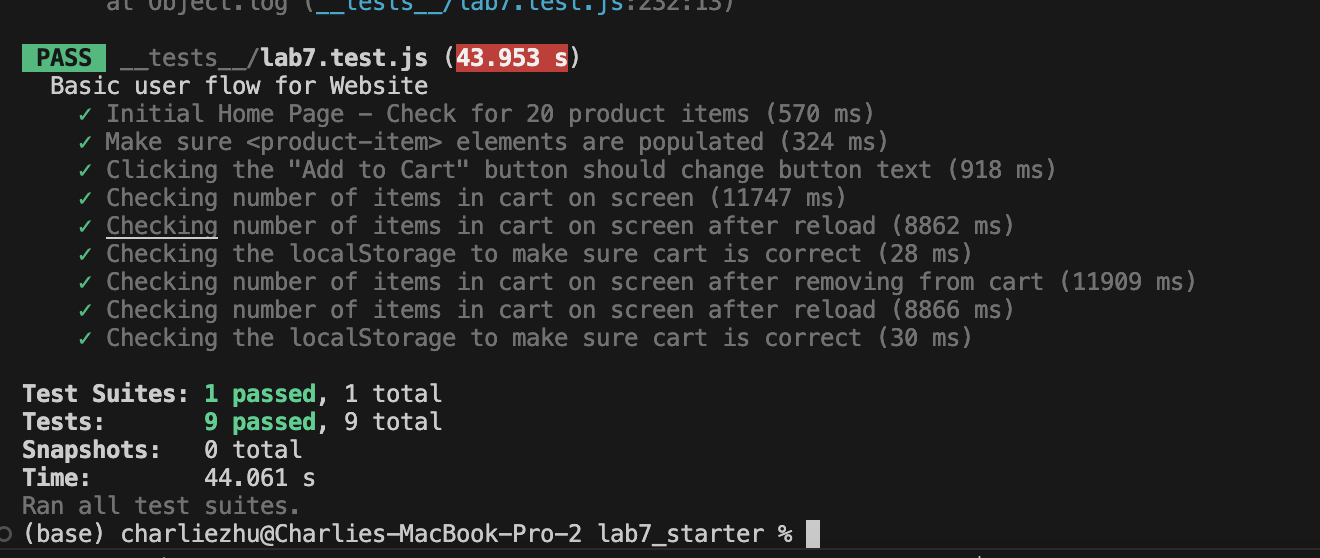 at Object.log (__tests__/lab7.test.js:232:13)
PASS __tests__/lab7.test.js (43.953 s)
Basic user flow for Website
✓ Initial Home Page – Check for 20 product items (570 ms)
✓ Make sure <product-item> elements are populated (324 ms)
✓ Clicking the "Add to Cart" button should change button text (918 ms)
✓ Checking number of items in cart on screen (11747 ms)
✓ Checking number of items in cart on screen after reload (8862 ms)
✓ Checking the localStorage to make sure cart is correct (28 ms)
✓ Checking number of items in cart on screen after removing from cart (11909 ms)
✓ Checking number of items in cart on screen after reload (8866 ms)
✓ Checking the localStorage to make sure cart is correct (30 ms)
Test Suites: 1 passed, 1 total
Tests: 9 passed, 9 total
Snapshots: 0 total
Time: 44.061 s
Ran all test suites.
(base) charliezhu@Charlies-MacBook-Pro-2 lab7_starter %